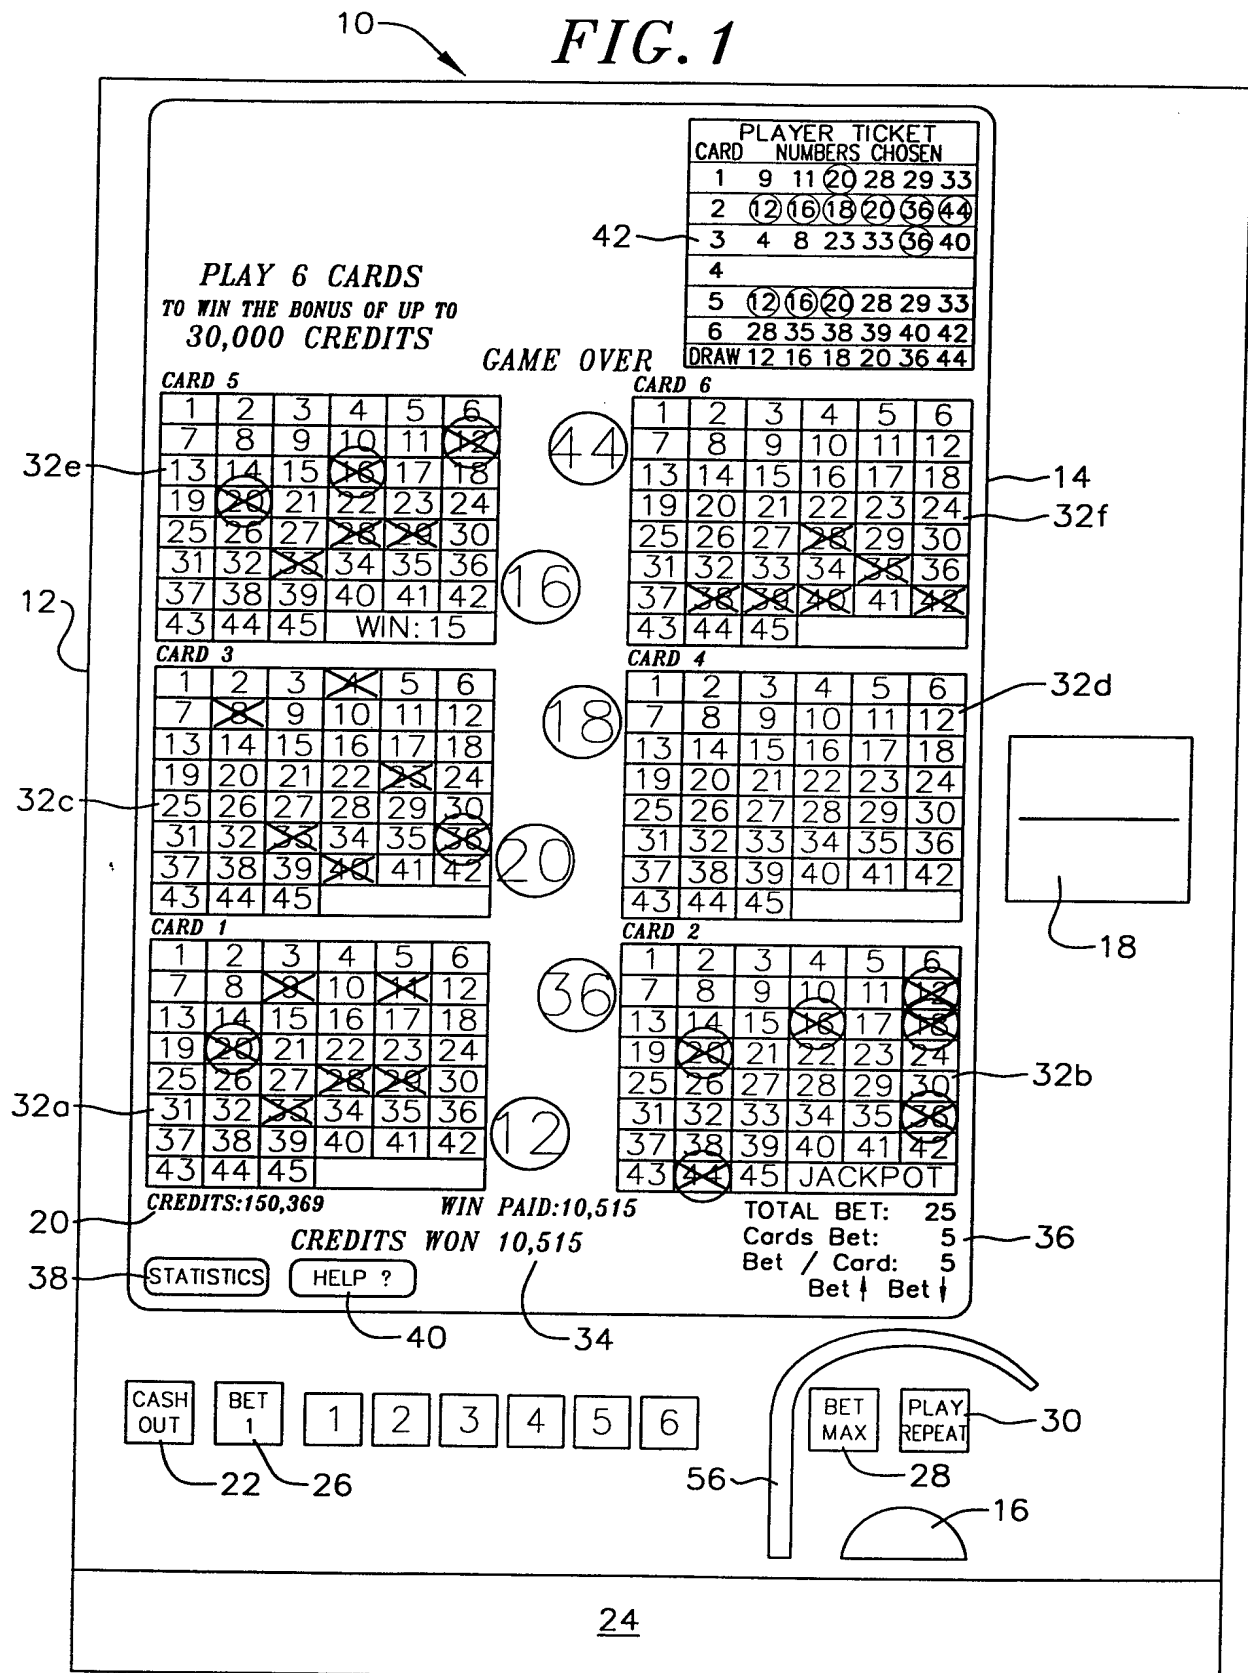 FIG. 1
10
PLAYER TICKET
CARD NUMBERS CHOSEN
1 9 11 20 28 29 33
2 12 16 18 20 36 44
42
3 4 8 23 33 36 40
4
5 12 16 20 28 29 33
6 28 35 38 39 40 42
DRAW 12 16 18 20 36 44
PLAY 6 CARDS
TO WIN THE BONUS OF UP TO
30,000 CREDITS
GAME OVER
CARD 5
1 2 3 4 5 6
7 8 9 10 11 12
13 14 15 16 17 18
19 20 21 22 23 24
25 26 27 28 29 30
31 32 33 34 35 36
37 38 39 40 41 42
43 44 45 WIN: 15
32e
44
16
CARD 6
1 2 3 4 5 6
7 8 9 10 11 12
13 14 15 16 17 18
19 20 21 22 23 24
25 26 27 28 29 30
31 32 33 34 35 36
37 38 39 40 41 42
43 44 45
14
32f
12
CARD 3
1 2 3 4 5 6
7 8 9 10 11 12
13 14 15 16 17 18
19 20 21 22 23 24
25 26 27 28 29 30
31 32 33 34 35 36
37 38 39 40 41 42
43 44 45
32c
18
20
CARD 4
1 2 3 4 5 6
7 8 9 10 11 12
13 14 15 16 17 18
19 20 21 22 23 24
25 26 27 28 29 30
31 32 33 34 35 36
37 38 39 40 41 42
43 44 45
32d
18
CARD 1
1 2 3 4 5 6
7 8 9 10 11 12
13 14 15 16 17 18
19 20 21 22 23 24
25 26 27 28 29 30
31 32 33 34 35 36
37 38 39 40 41 42
43 44 45
32a
36
12
CARD 2
1 2 3 4 5 6
7 8 9 10 11 12
13 14 15 16 17 18
19 20 21 22 23 24
25 26 27 28 29 30
31 32 33 34 35 36
37 38 39 40 41 42
43 44 45 JACKPOT
32b
CREDITS:150,369
WIN PAID:10,515
TOTAL BET: 25
20
CREDITS WON 10,515
Cards Bet: 5
36
Bet / Card: 5
38
STATISTICS
HELP ?
Bet Bet
40
34
CASH OUT
BET 1
1 2 3 4 5 6
BET MAX
PLAY REPEAT
30
22
26
56
28
16
24